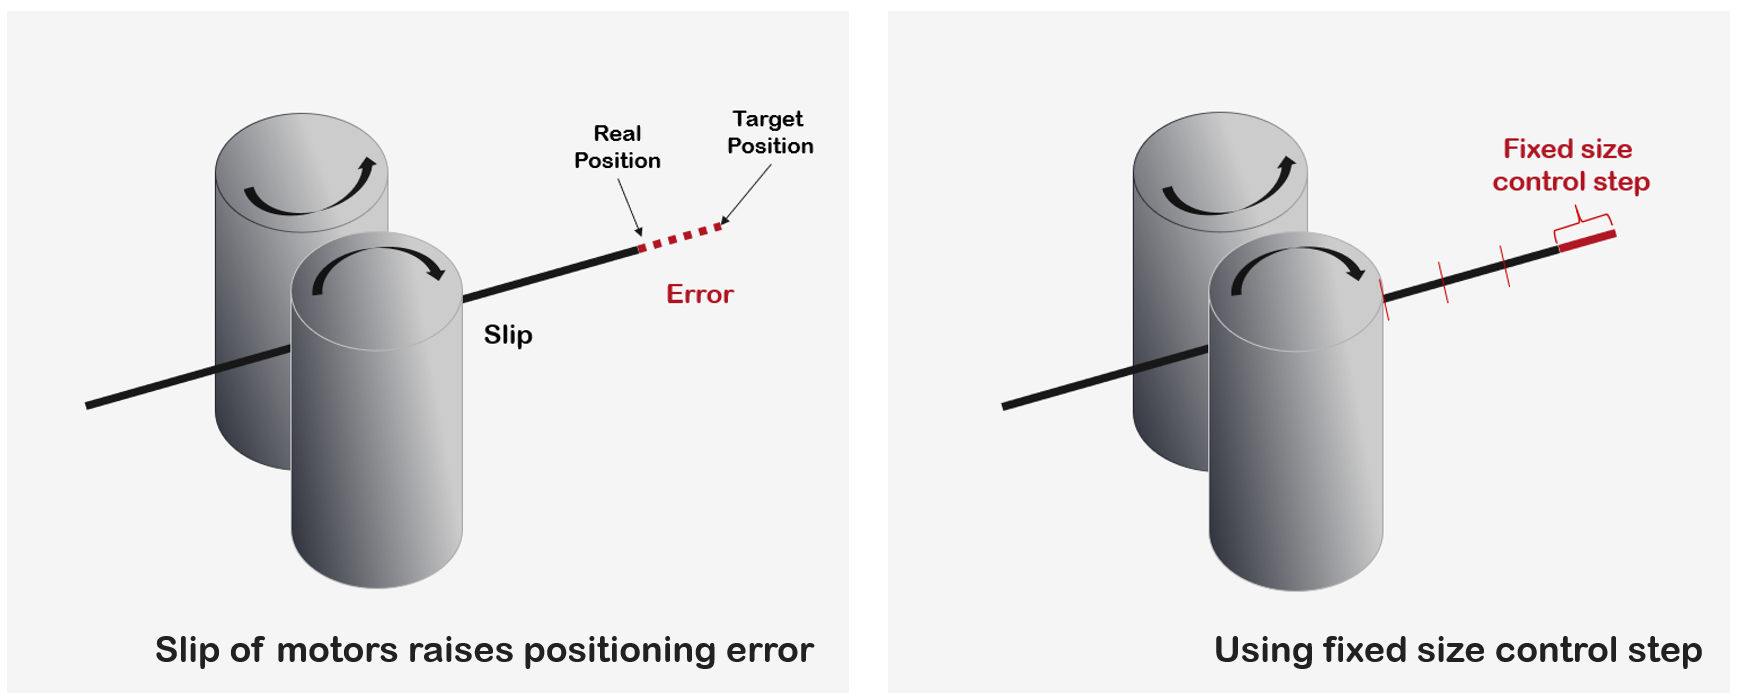 Real
Position
Target
Position
Error
Slip
Slip of motors raises positioning error
Fixed size
control step
Using fixed size control step